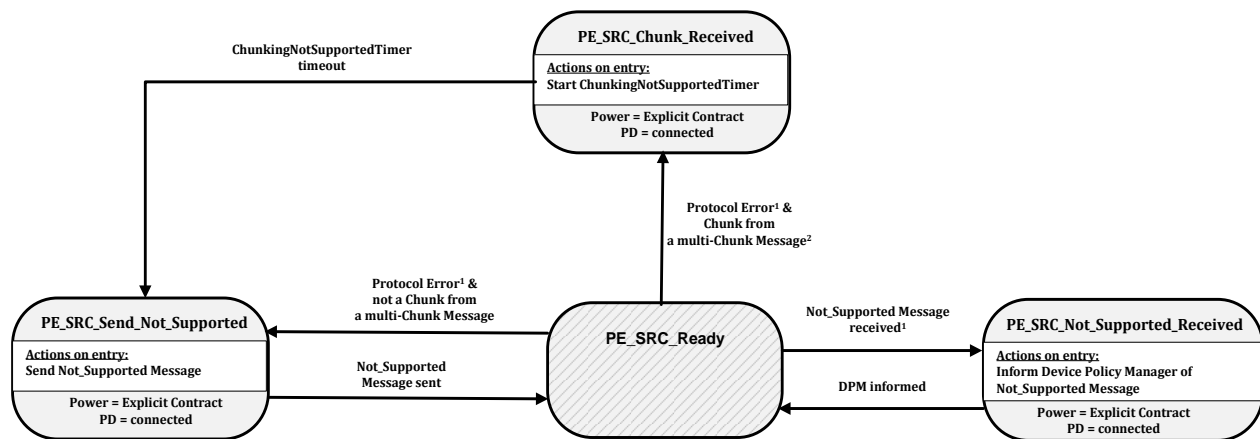 PE_SRC_Chunk_Received
Actions on entry:
Start ChunkingNotSupportedTimer
Power = Explicit Contract
PD = connected
ChunkingNotSupportedTimer
timeout
Protocol Error¹ &
Chunk from
a multi-Chunk Message²
Protocol Error¹ &
not a Chunk from
a multi-Chunk Message
PE_SRC_Send_Not_Supported
Actions on entry:
Send Not_Supported Message
Power = Explicit Contract
PD = connected
Not_Supported
Message sent
PE_SRC_Ready
Not_Supported Message
received¹
DPM informed
PE_SRC_Not_Supported_Received
Actions on entry:
Inform Device Policy Manager of
Not_Supported Message
Power = Explicit Contract
PD = connected